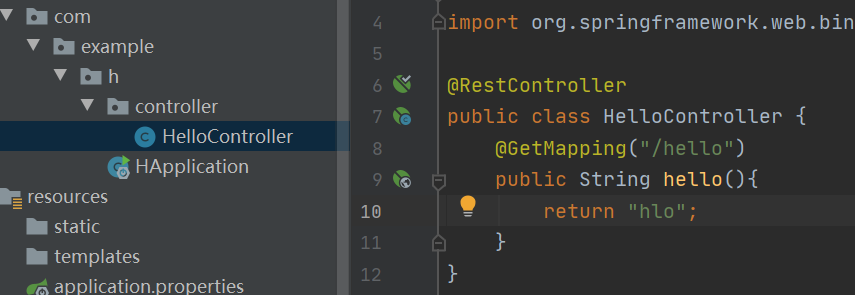 com
example
h
controller
HelloController
HApplication
resources
static
templates
application.properties
4 import org.springframework.web.bin
5
6 @RestController
7 public class HelloController {
8 @GetMapping("/hello")
9 public String hello(){
10 return "hlo";
11 }
12 }